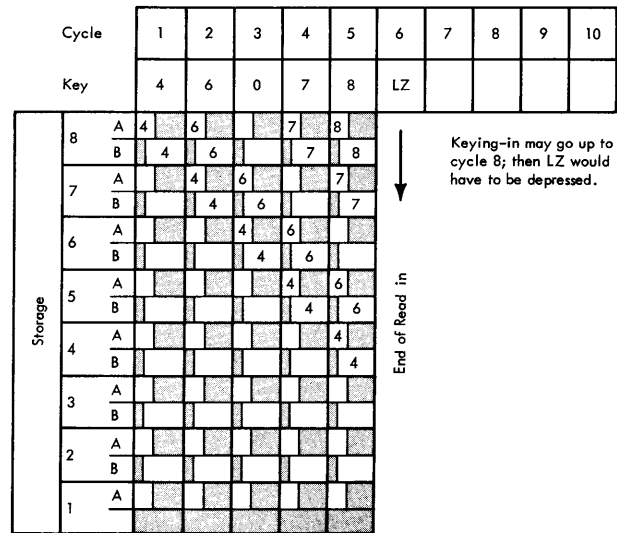 Cycle 1 2 3 4 5 6 7 8 9 10
Key 4 6 0 7 8 LZ
8 A 4 6 7 8
B 4 6 7 8
Keying-in may go up to
cycle 8; then LZ would
have to be depressed.
7 A 4 6 7
B 4 6 7
6 A 4 6
B 4 6
5 A 4 6
B 4 6
4 A 4
B 4
3 A
B
2 A
B
1 A
Storage
End of Read in